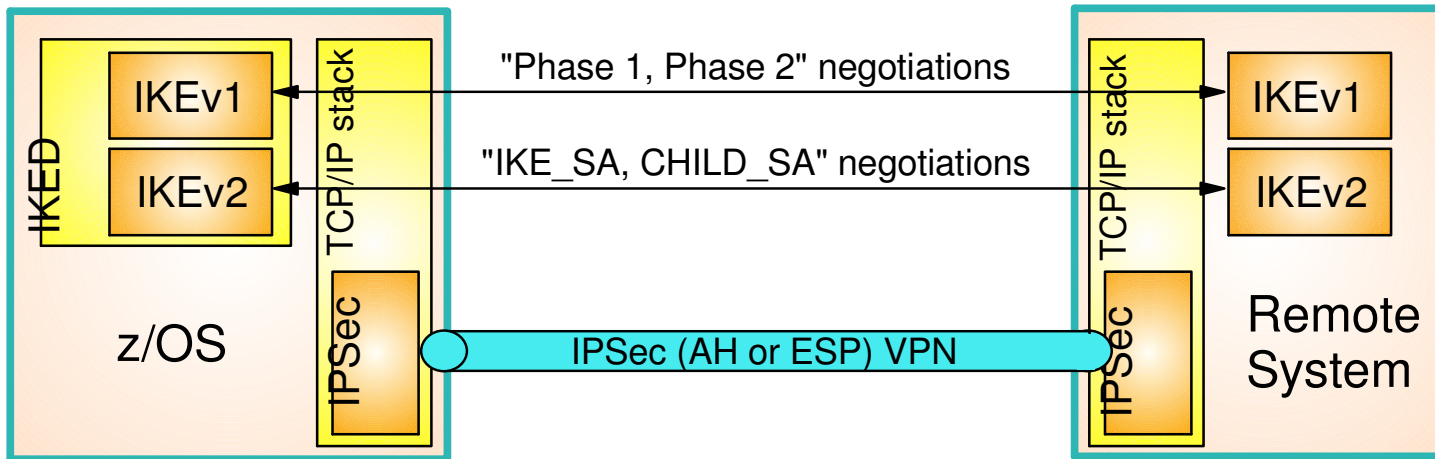 "Phase 1, Phase 2" negotiations
IKED
IKEv1
TCP/IP stack
TCP/IP stack
IKEv1
"IKE_SA, CHILD_SA" negotiations
IKEv2
IKEv2
z/OS
IPSec
IPSec (AH or ESP) VPN
IPSec
Remote
System